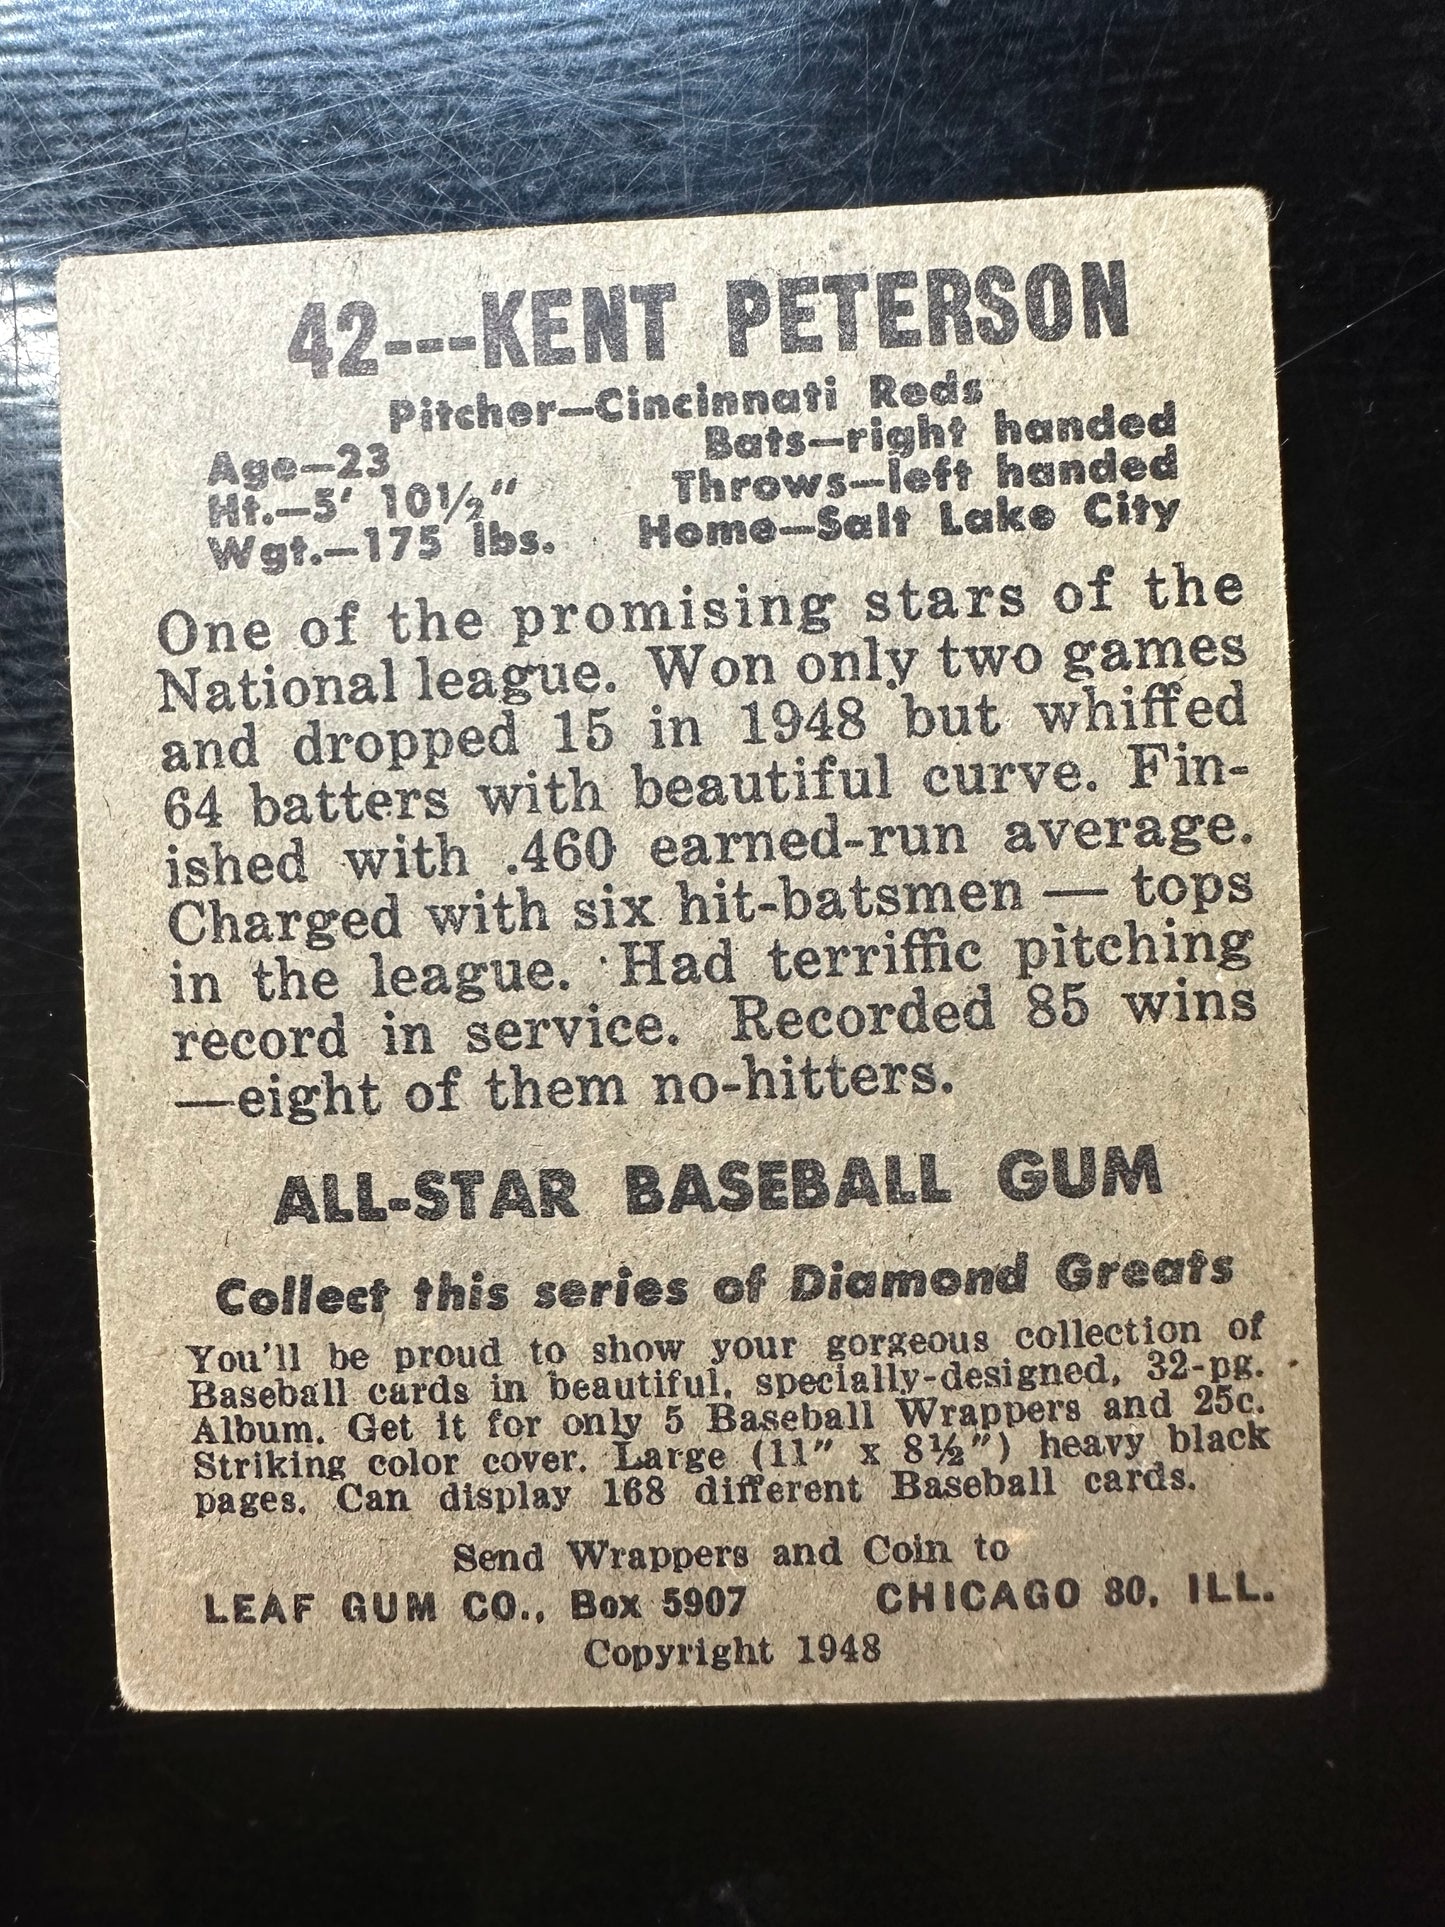 42---KENT PETERSON
Pitcher—Cincinnati Reds
Age—23 Bats—right handed
Ht.—5' 10½" Throws—left handed
Wgt.—175 lbs. Home—Salt Lake City
One of the promising stars of the
National league. Won only two games
and dropped 15 in 1948 but whiffed
64 batters with beautiful curve. Fin-
ished with .460 earned-run average.
Charged with six hit-batsmen — tops
in the league. Had terriffic pitching
record in service. Recorded 85 wins
—eight of them no-hitters.
ALL-STAR BASEBALL GUM
Collect this series of Diamond Greats
You'll be proud to show your gorgeous collection of
Baseball cards in beautiful, specially-designed, 32-pg.
Album. Get it for only 5 Baseball Wrappers and 25c.
Striking color cover. Large (11" x 8½") heavy black
pages. Can display 168 different Baseball cards.
Send Wrappers and Coin to
LEAF GUM CO., Box 5907 CHICAGO 80, ILL.
Copyright 1948